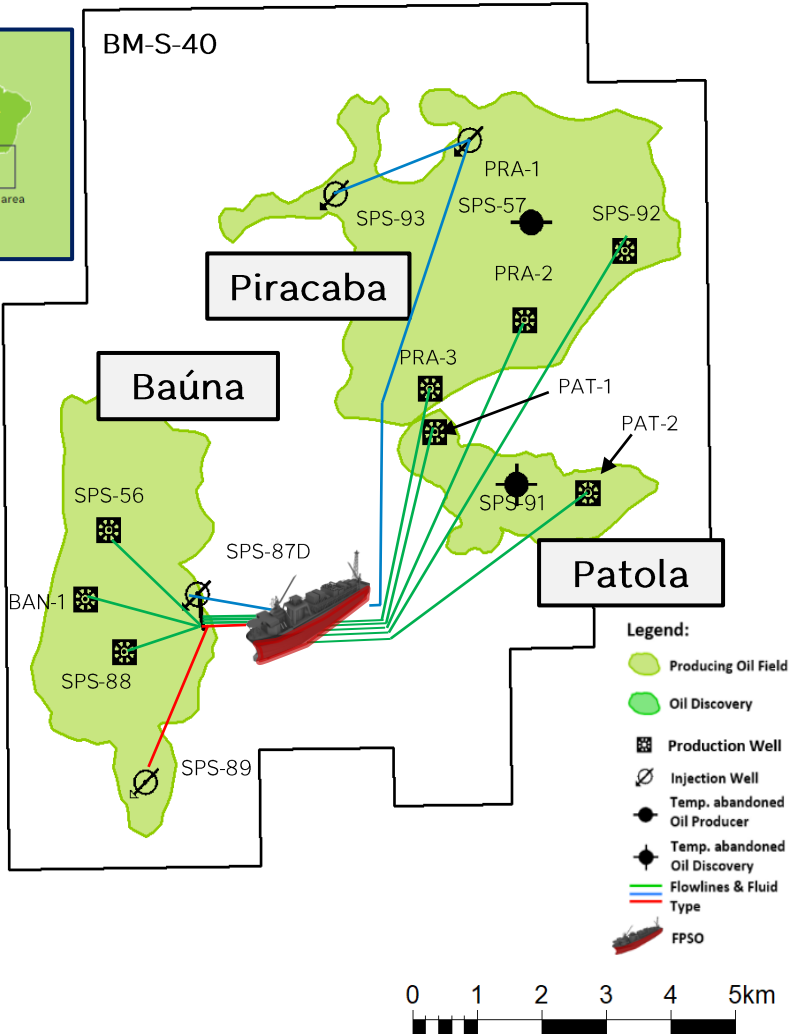 BM-S-40
area
PRA-1
SPS-93
SPS-57
SPS-92
Piracaba
PRA-2
PRA-3
Baúna
PAT-1
PAT-2
SPS-56
SPS-91
SPS-87D
Patola
BAN-1
SPS-88
SPS-89
Legend:
Producing Oil Field
Oil Discovery
Production Well
Injection Well
Temp. abandoned
Oil Producer
Temp. abandoned
Oil Discovery
Flowlines & Fluid
Type
FPSO
0 1 2 3 4 5km